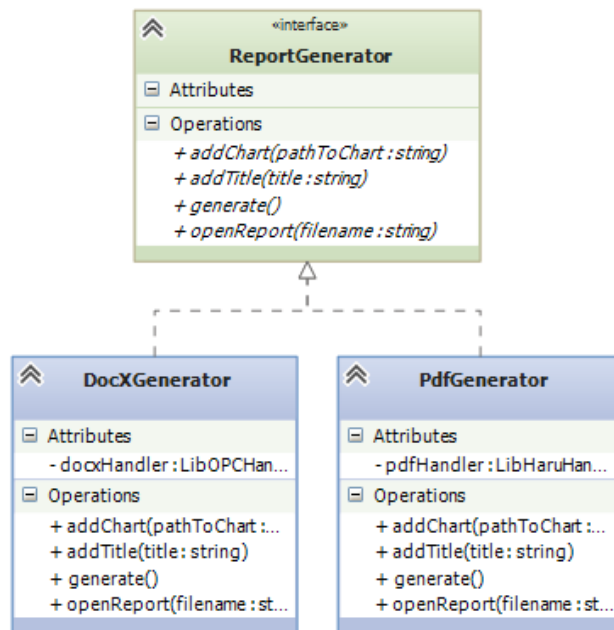 «interface»
ReportGenerator
Attributes
Operations
+ addChart(pathToChart : string)
+ addTitle(title : string)
+ generate()
+ openReport(filename : string)
DocXGenerator
Attributes
- docxHandler : LibOPCHan...
Operations
+ addChart(pathToChart :...
+ addTitle(title : string)
+ generate()
+ openReport(filename : st...
PdfGenerator
Attributes
- pdfHandler : LibHaruHan...
Operations
+ addChart(pathToChart :...
+ addTitle(title : string)
+ generate()
+ openReport(filename : st...